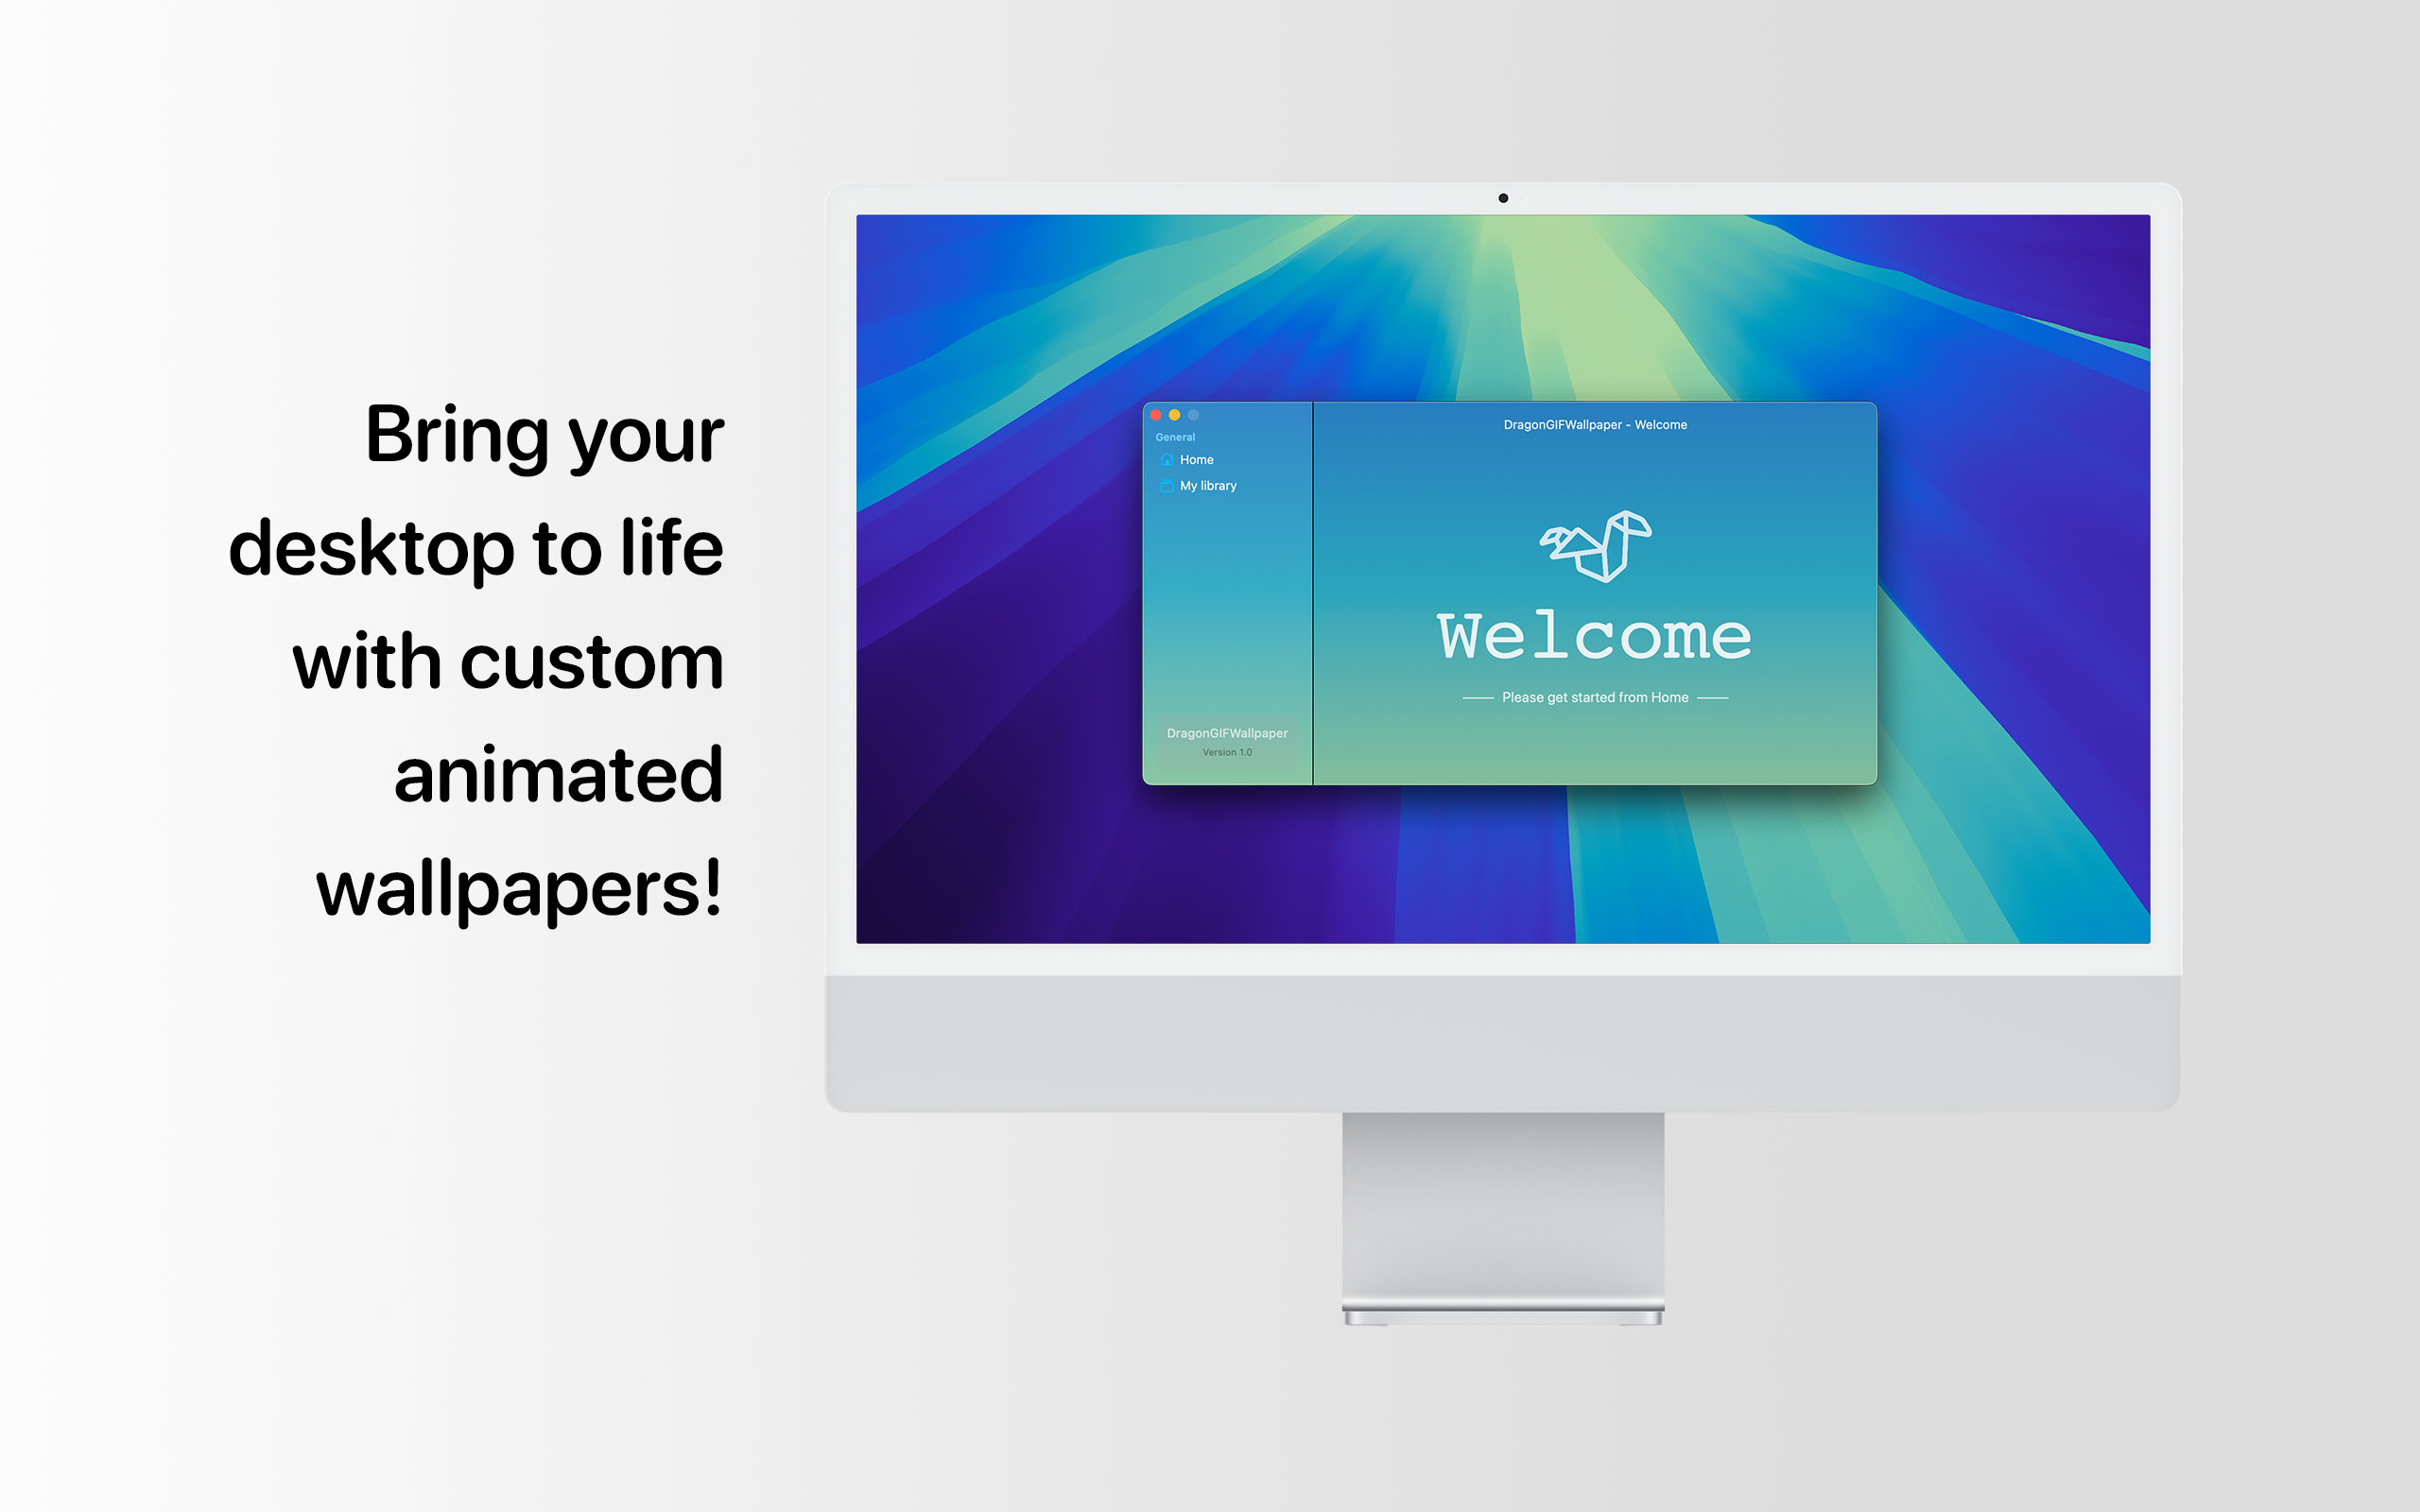 Bring your
desktop to life
with custom
animated
wallpapers!
DragonGIFWallpaper - Welcome
General
Home
My library
Welcome
Please get started from Home
DragonGIFWallpaper
Version 1.0